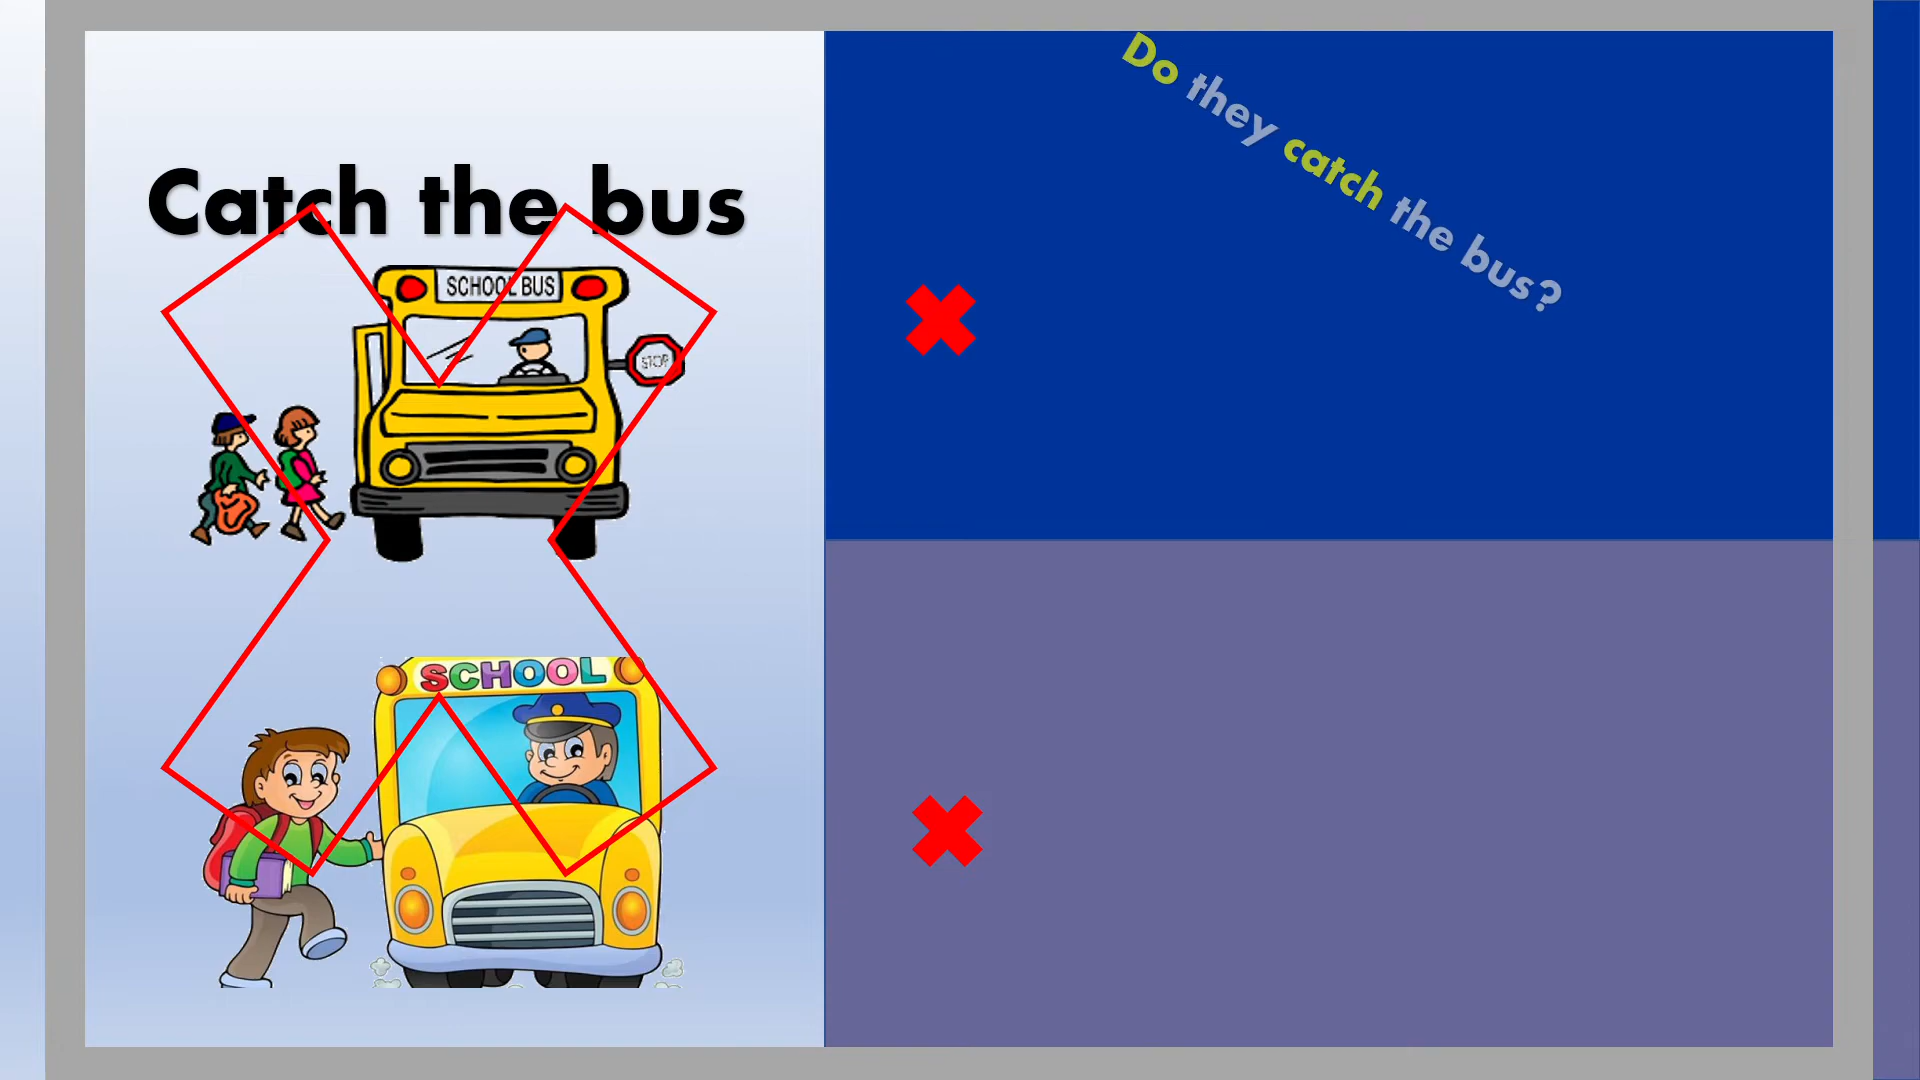 Do they catch the bus?
Catch the bus
SCHOOL BUS
STOP
SCHOOL